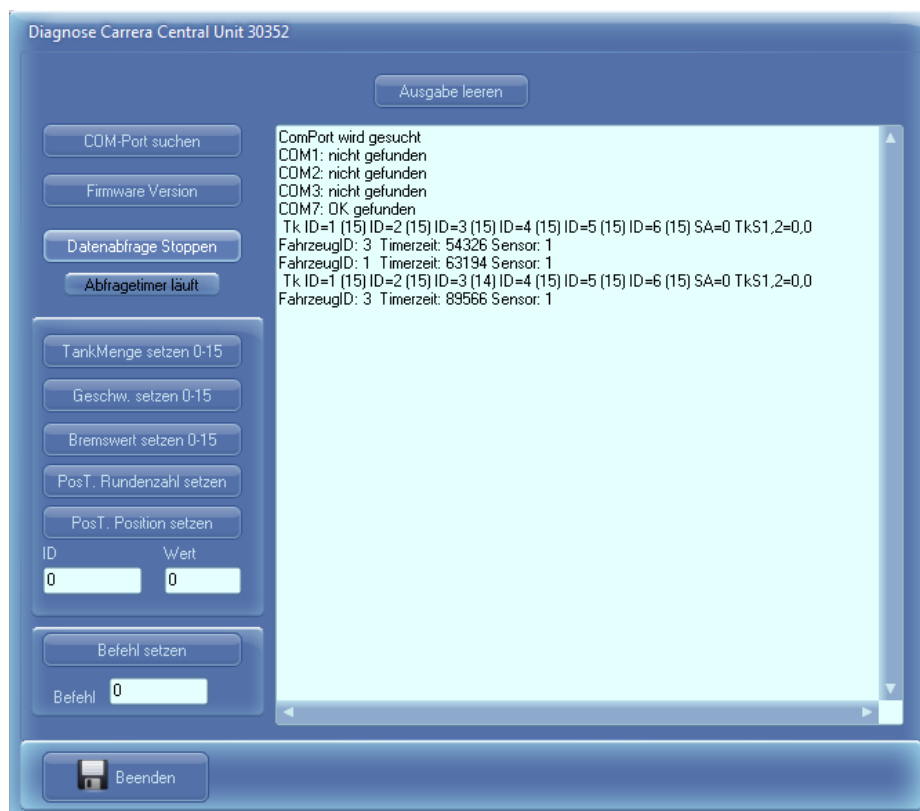 Diagnose Carrera Central Unit 30352
Ausgabe leeren
COM-Port suchen
Firmware Version
Datenabfrage Stoppen
Abfragetimer läuft
TankMenge setzen 0-15
Geschw. setzen 0-15
Bremswert setzen 0-15
PosT. Rundenzahl setzen
PosT. Position setzen
ID Wert
0 0
Befehl setzen
Befehl 0
ComPort wird gesucht
COM1: nicht gefunden
COM2: nicht gefunden
COM3: nicht gefunden
COM7: OK gefunden
Tk ID=1 (15) ID=2 (15) ID=3 (15) ID=4 (15) ID=5 (15) ID=6 (15) SA=0 TkS1,2=0,0
FahrzeugID: 3 Timerzeit: 54326 Sensor: 1
FahrzeugID: 1 Timerzeit: 63194 Sensor: 1
Tk ID=1 (15) ID=2 (15) ID=3 (14) ID=4 (15) ID=5 (15) ID=6 (15) SA=0 TkS1,2=0,0
FahrzeugID: 3 Timerzeit: 89566 Sensor: 1
Beenden